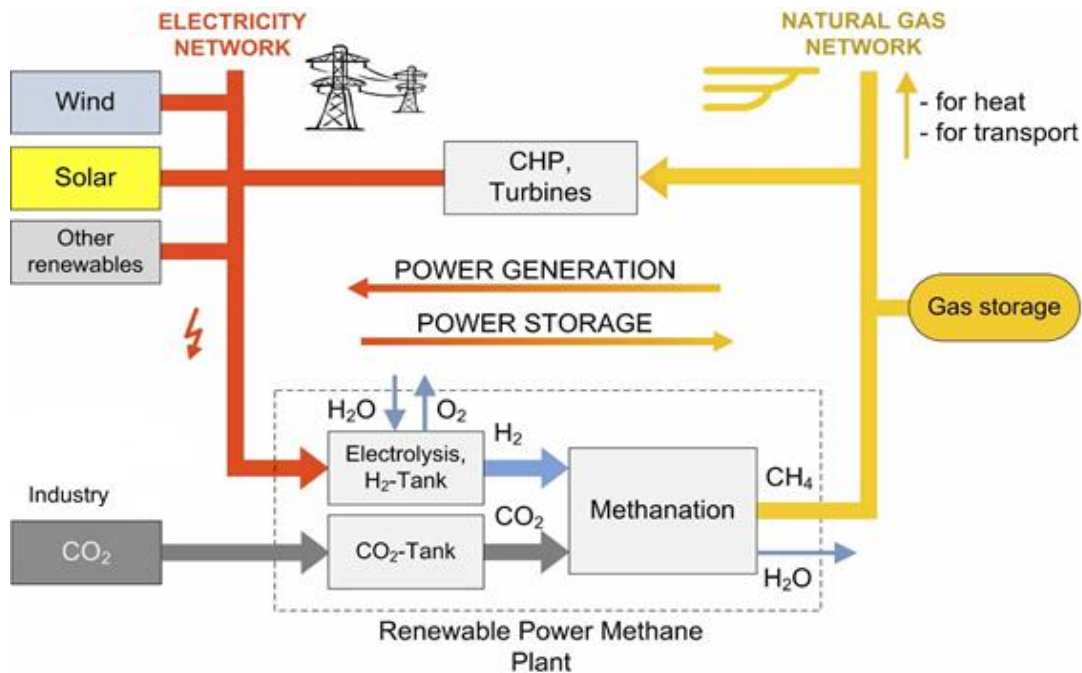 ELECTRICITY
NETWORK
NATURAL GAS
NETWORK
Wind
- for heat
- for transport
Solar
CHP,
Turbines
Other
renewables
POWER GENERATION
Gas storage
POWER STORAGE
H₂O
O₂
H₂
Electrolysis,
H₂-Tank
CH₄
Industry
Methanation
CO₂
CO₂
CO₂-Tank
H₂O
Renewable Power Methane
Plant